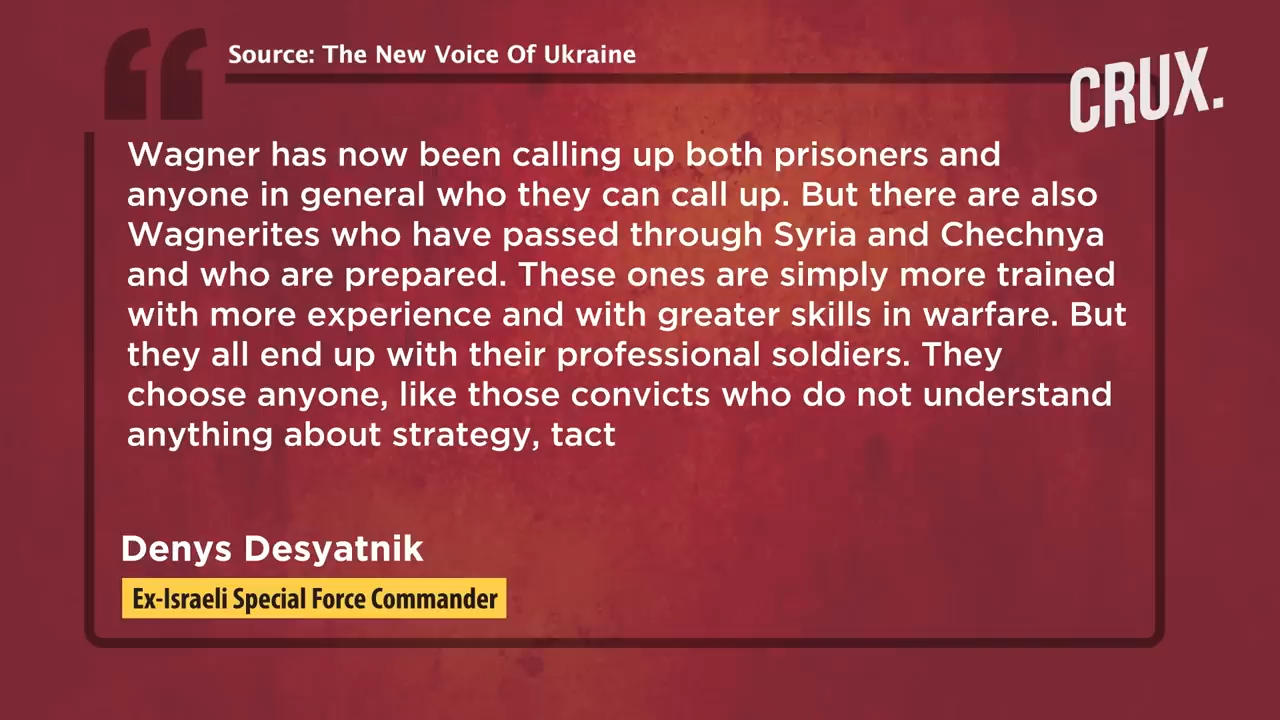 Source: The New Voice Of Ukraine
CRUX.
Wagner has now been calling up both prisoners and
anyone in general who they can call up. But there are also
Wagnerites who have passed through Syria and Chechnya
and who are prepared. These ones are simply more trained
with more experience and with greater skills in warfare. But
they all end up with their professional soldiers. They
choose anyone, like those convicts who do not understand
anything about strategy, tact
Denys Desyatnik
Ex-Israeli Special Force Commander